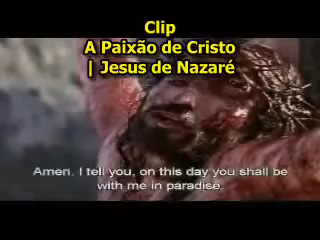 Clip
A Paixão de Cristo
| Jesus de Nazaré
Amen, I tell you, on this day you shall be
with me in paradise.